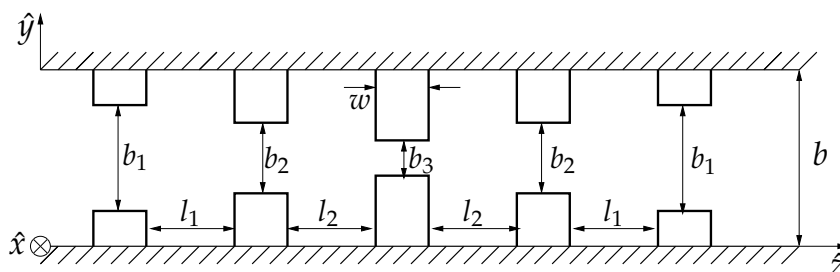 ŷ
w
b₁ b₂ b₃ b₂ b₁ b
l₁ l₂ l₂ l₁
x̂